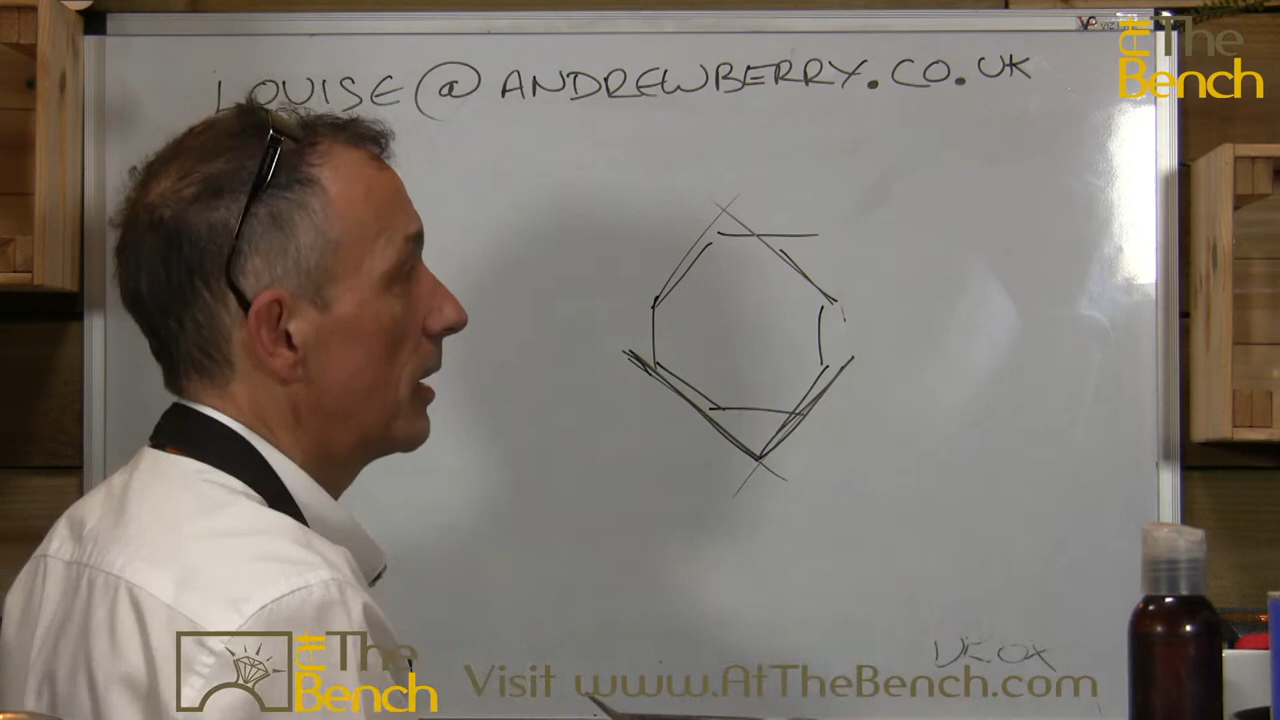 LOUISE@ANDREWBERRY.CO.UK
At The
Bench
At The
Bench
Visit www.AtTheBench.com